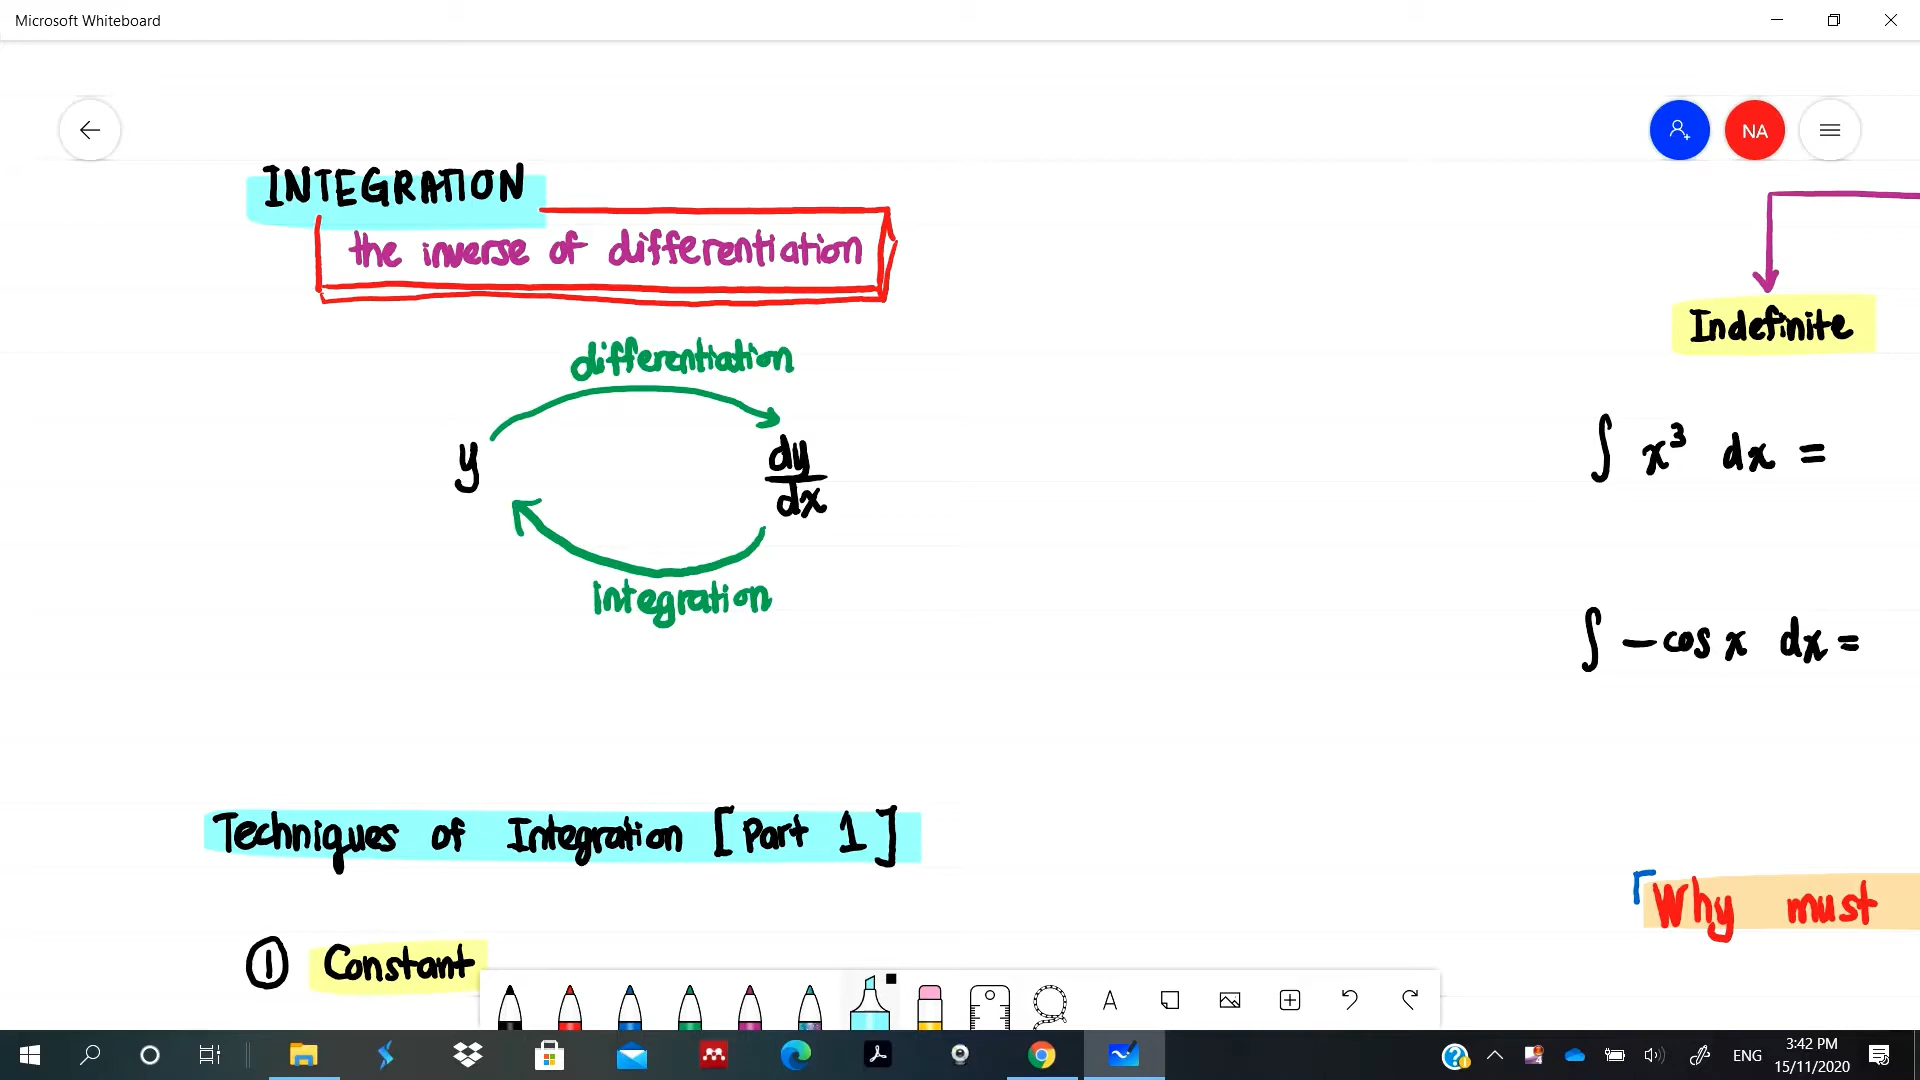 Microsoft Whiteboard
NA
INTEGRATION
the inverse of differentiation
differentiation
y
dy
dx
integration
Indefinite
∫ x³ dx =
∫ -cos x dx =
Techniques of Integration [Part 1]
Why must
① Constant
A
ENG
3:42 PM
15/11/2020